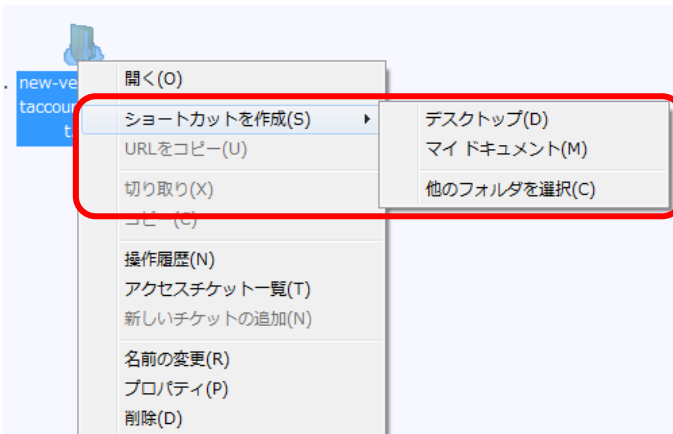 new-ve
taccou
t.
開く(O)
ショートカットを作成(S)
URLをコピー(U)
切り取り(X)
コピー(C)
操作履歴(N)
アクセスチケット一覧(T)
新しいチケットの追加(N)
名前の変更(R)
プロパティ(P)
削除(D)
デスクトップ(D)
マイ ドキュメント(M)
他のフォルダを選択(C)